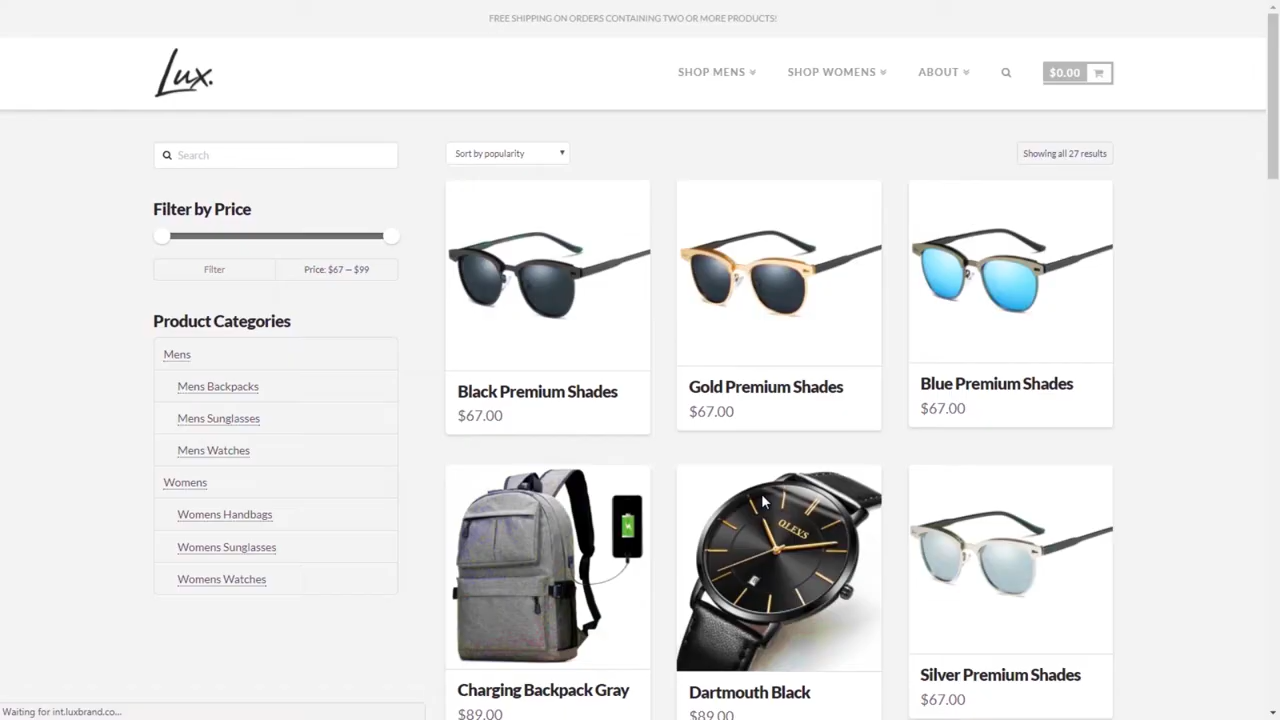 FREE SHIPPING ON ORDERS CONTAINING TWO OR MORE PRODUCTS!
Lux.
SHOP MENS
SHOP WOMENS
ABOUT
$0.00
Search
Sort by popularity
Showing all 27 results
Filter by Price
Filter
Price: $67 — $99
Product Categories
Mens
Mens Backpacks
Mens Sunglasses
Mens Watches
Womens
Womens Handbags
Womens Sunglasses
Womens Watches
Black Premium Shades
$67.00
Gold Premium Shades
$67.00
Blue Premium Shades
$67.00
OLEVS
Charging Backpack Gray
$89.00
Dartmouth Black
$89.00
Silver Premium Shades
$67.00
Waiting for int.luxbrand.co...